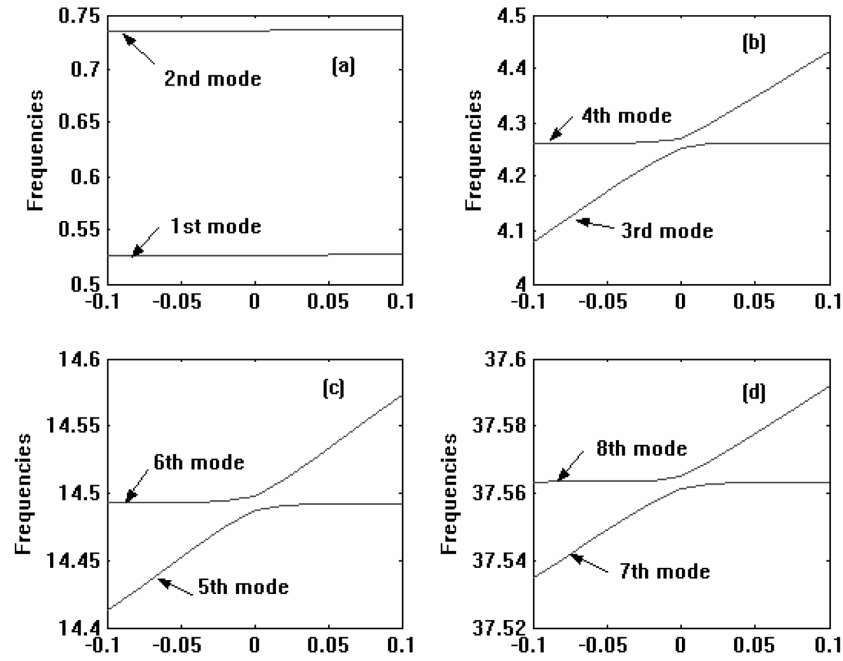 0.75
0.7
0.65
0.6
0.55
0.5
Frequencies
(a)
2nd mode
1st mode
-0.1 -0.05 0 0.05 0.1
4.5
4.4
4.3
4.2
4.1
4
Frequencies
(b)
4th mode
3rd mode
-0.1 -0.05 0 0.05 0.1
14.6
14.55
14.5
14.45
14.4
Frequencies
(c)
6th mode
5th mode
-0.1 -0.05 0 0.05 0.1
37.6
37.58
37.56
37.54
37.52
Frequencies
(d)
8th mode
7th mode
-0.1 -0.05 0 0.05 0.1